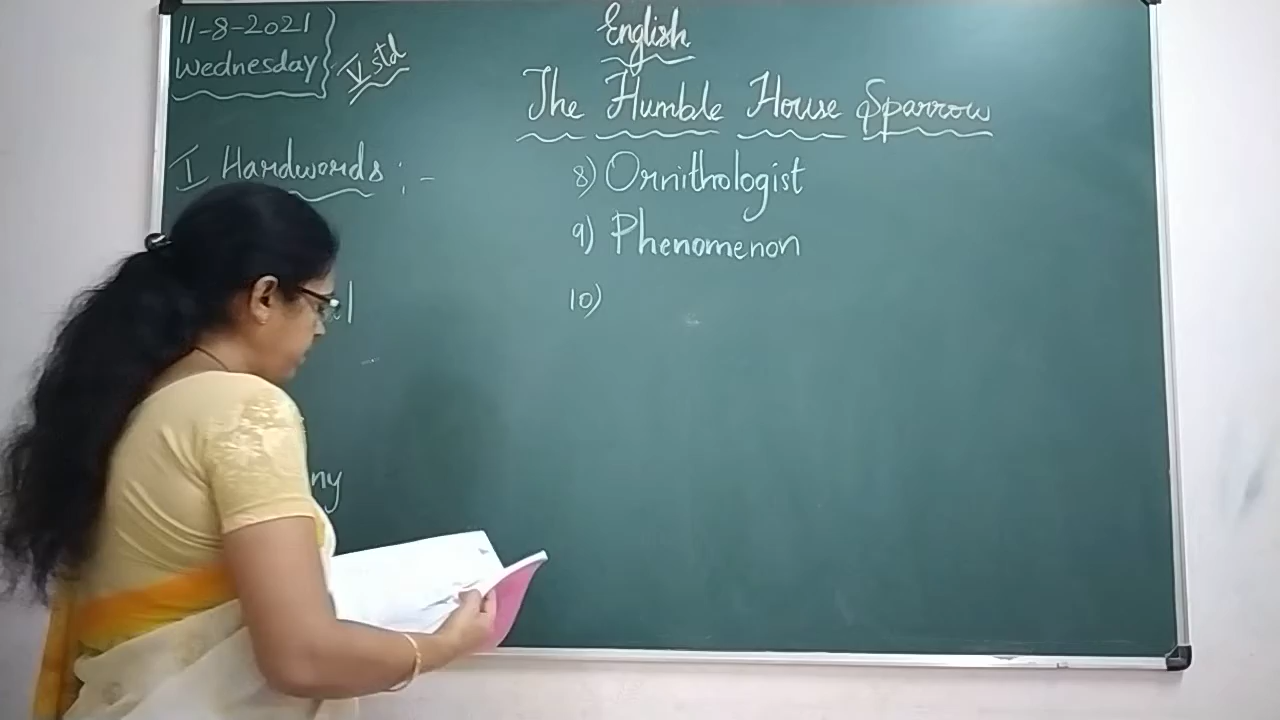 11-8-2021
Wednesday
V std
English
The Humble House Sparrow
I Hardwords :-
8) Ornithologist
9) Phenomenon
10)